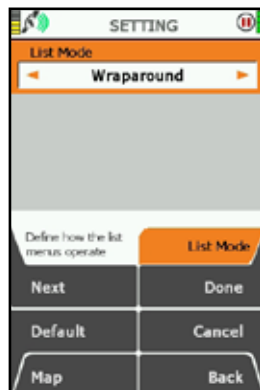 SETTING
List Mode
Wraparound
Define how the list
menus operate
List Mode
Next
Done
Default
Cancel
Map
Back